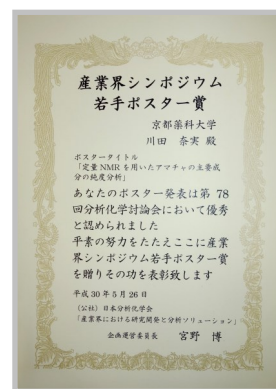 産業界シンポジウム
若手ポスター賞
京都薬科大学
川田 奈実 殿
ポスタータイトル
「定量NMRを用いたアマチャの主要成
分の純度分析」
あなたのポスター発表は第 78
回分析化学討論会において優秀
と認められました
平素の努力をたたえここに産業
界シンポジウム若手ポスター賞
を贈りその功を表彰致します
平成 30 年 5 月 26 日
(公社) 日本分析化学会
「産業界における研究開発と分析ソリューション」
企画運営委員長 宮野 博